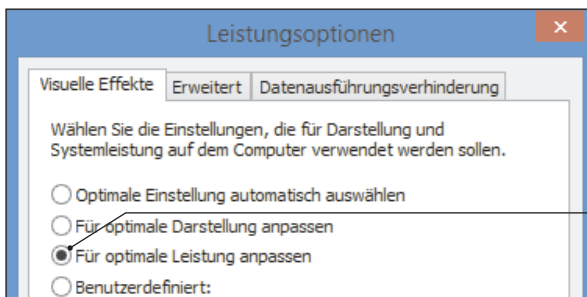 Leistungsoptionen
Visuelle Effekte Erweitert Datenausführungsverhinderung
Wählen Sie die Einstellungen, die für Darstellung und
Systemleistung auf dem Computer verwendet werden sollen.
Optimale Einstellung automatisch auswählen
Für optimale Darstellung anpassen
Für optimale Leistung anpassen
Benutzerdefiniert: